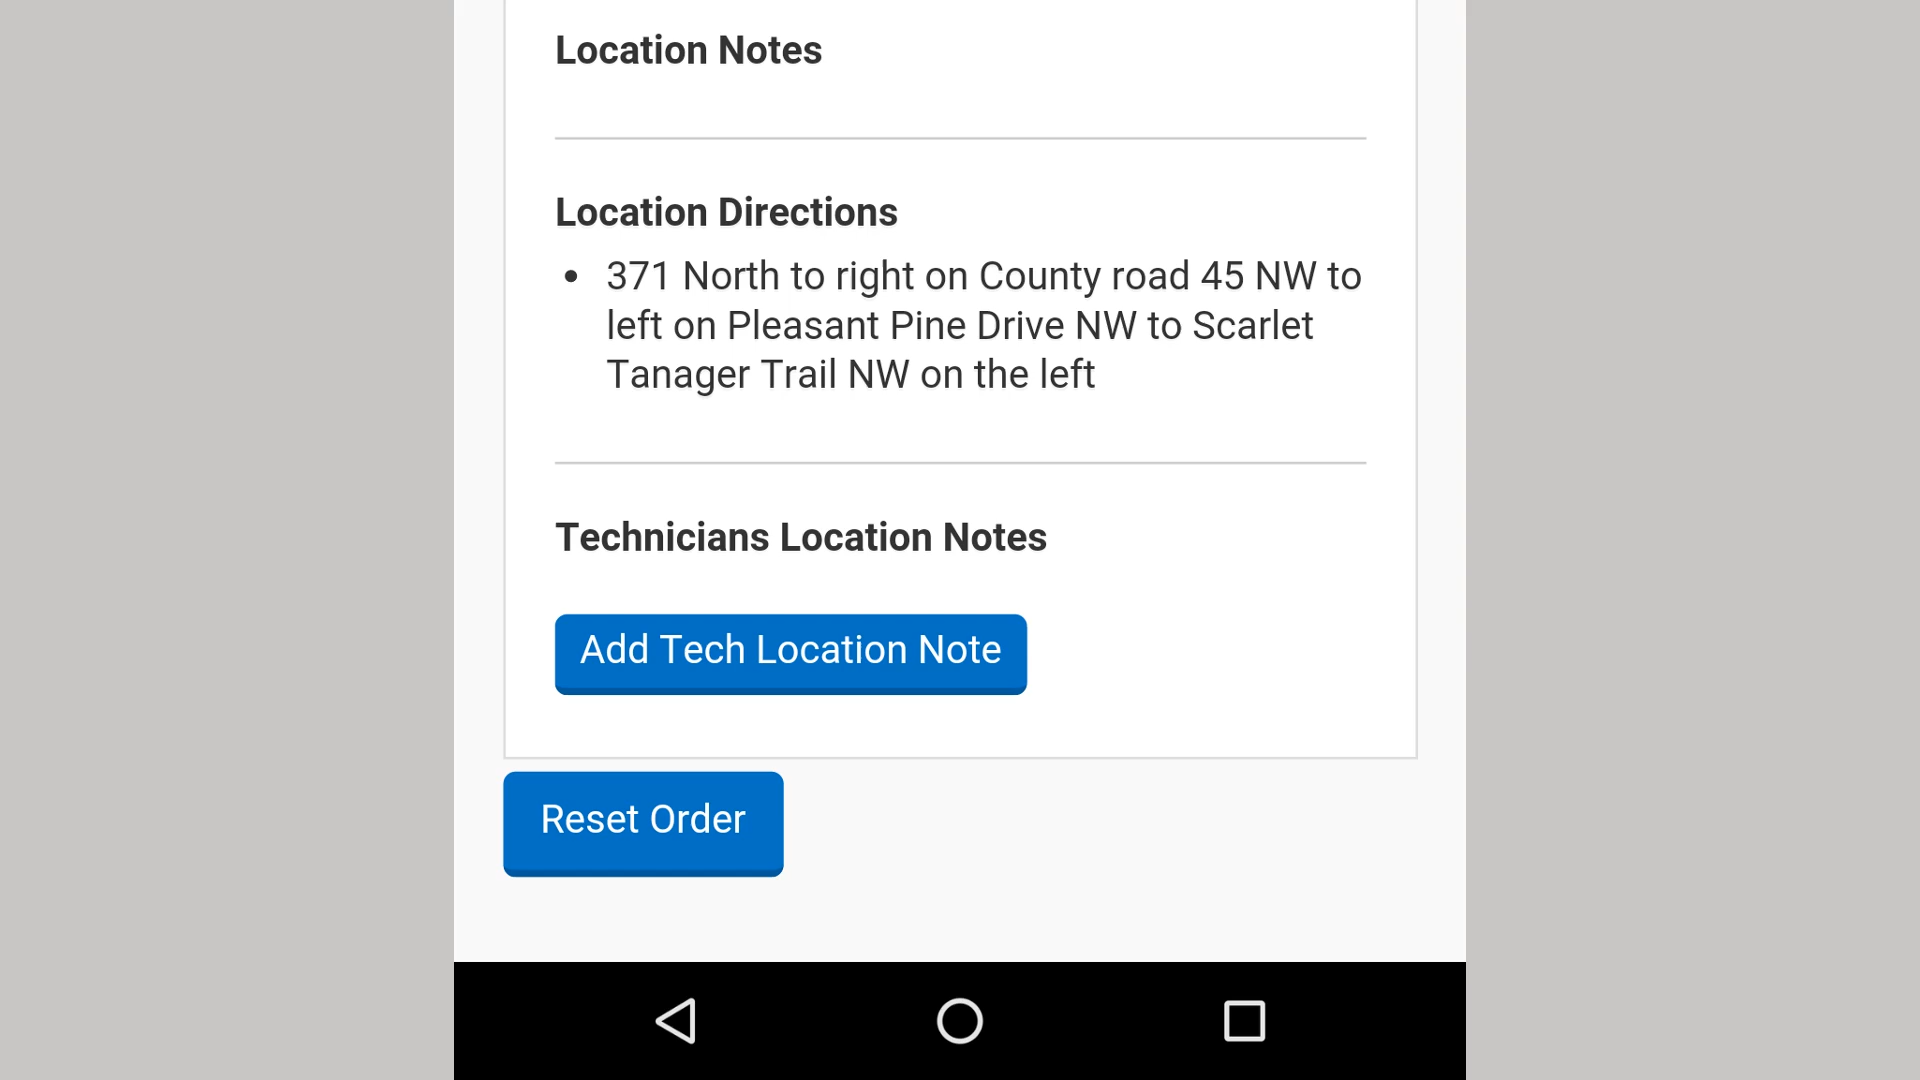 Location Notes
Location Directions
• 371 North to right on County road 45 NW to
left on Pleasant Pine Drive NW to Scarlet
Tanager Trail NW on the left
Technicians Location Notes
Add Tech Location Note
Reset Order